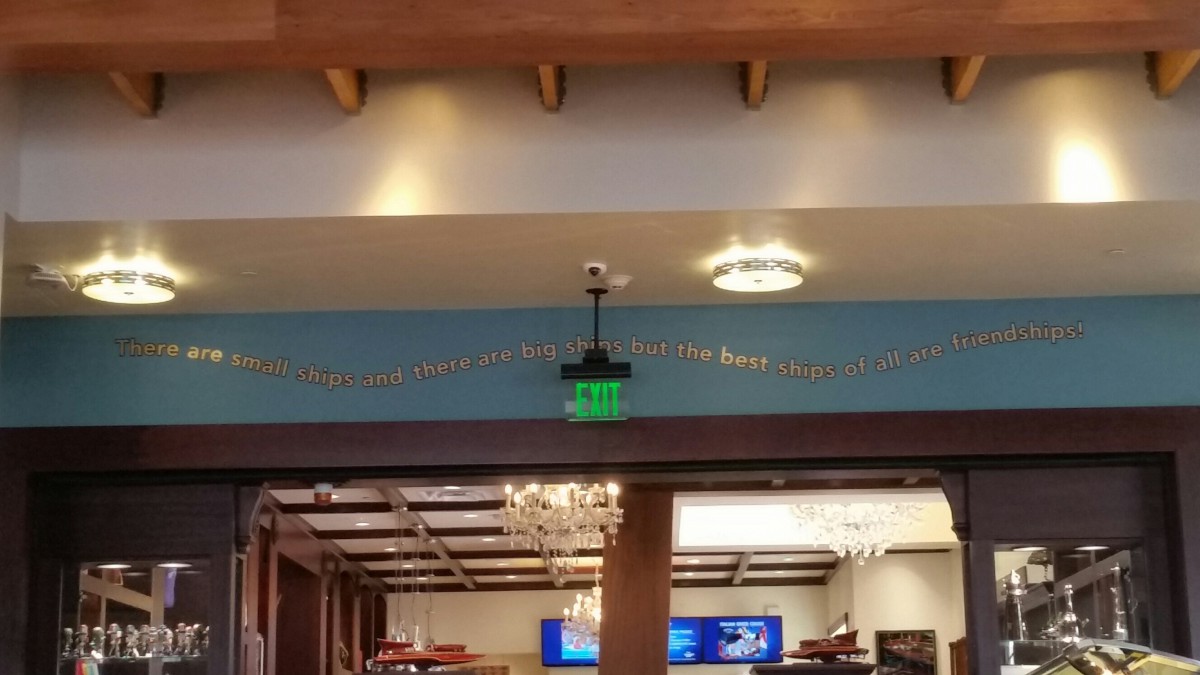 There are small ships and there are big ships but the best ships of all are friendships!
EXIT